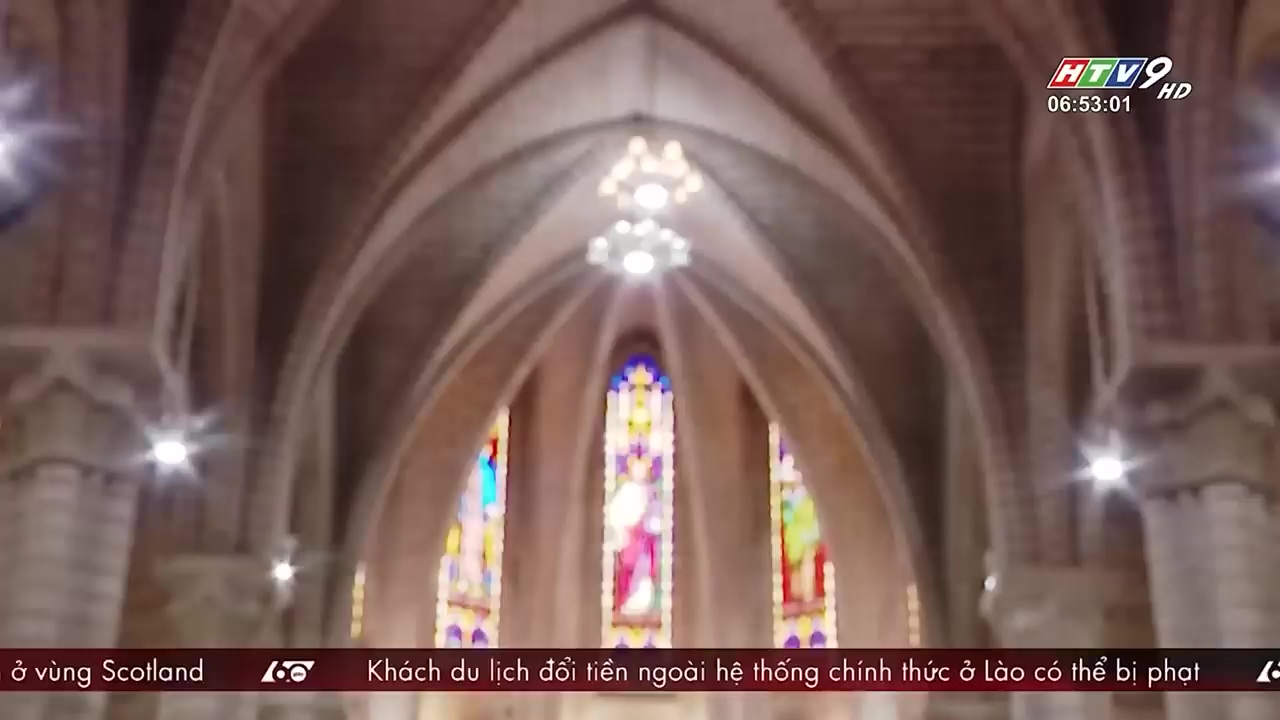 HTV9 HD
06:53:01
ở vùng Scotland 60 Khách du lịch đổi tiền ngoài hệ thống chính thức ở Lào có thể bị phạt